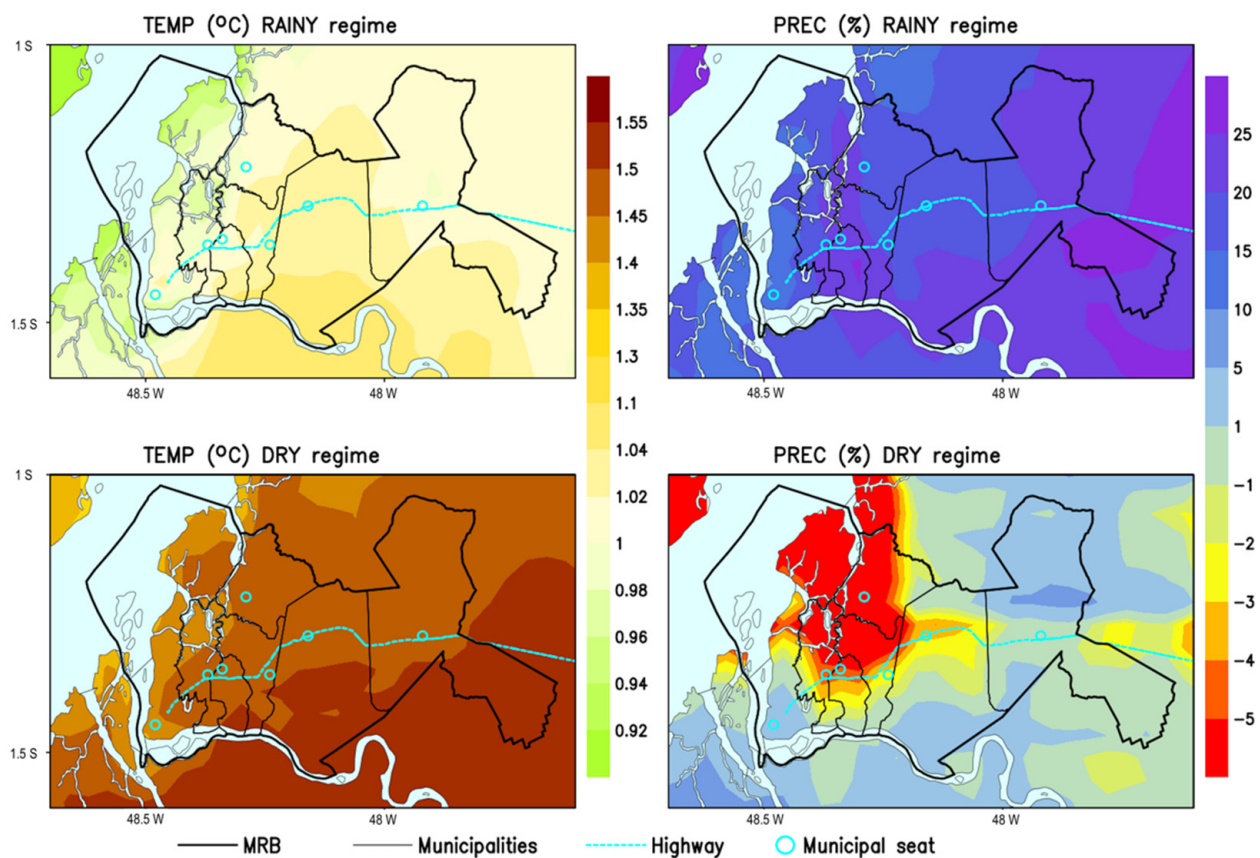 TEMP (ºC) RAINY regime
PREC (%) RAINY regime
1 S
1.5 S
48.5 W
48 W
48.5 W
48 W
1.55
1.5
1.45
1.4
1.35
1.3
1.1
1.04
1.02
1
0.98
0.96
0.94
0.92
25
20
15
10
5
1
-1
-2
-3
-4
-5
TEMP (ºC) DRY regime
PREC (%) DRY regime
1 S
1.5 S
48.5 W
48 W
48.5 W
48 W
MRB
Municipalities
Highway
Municipal seat